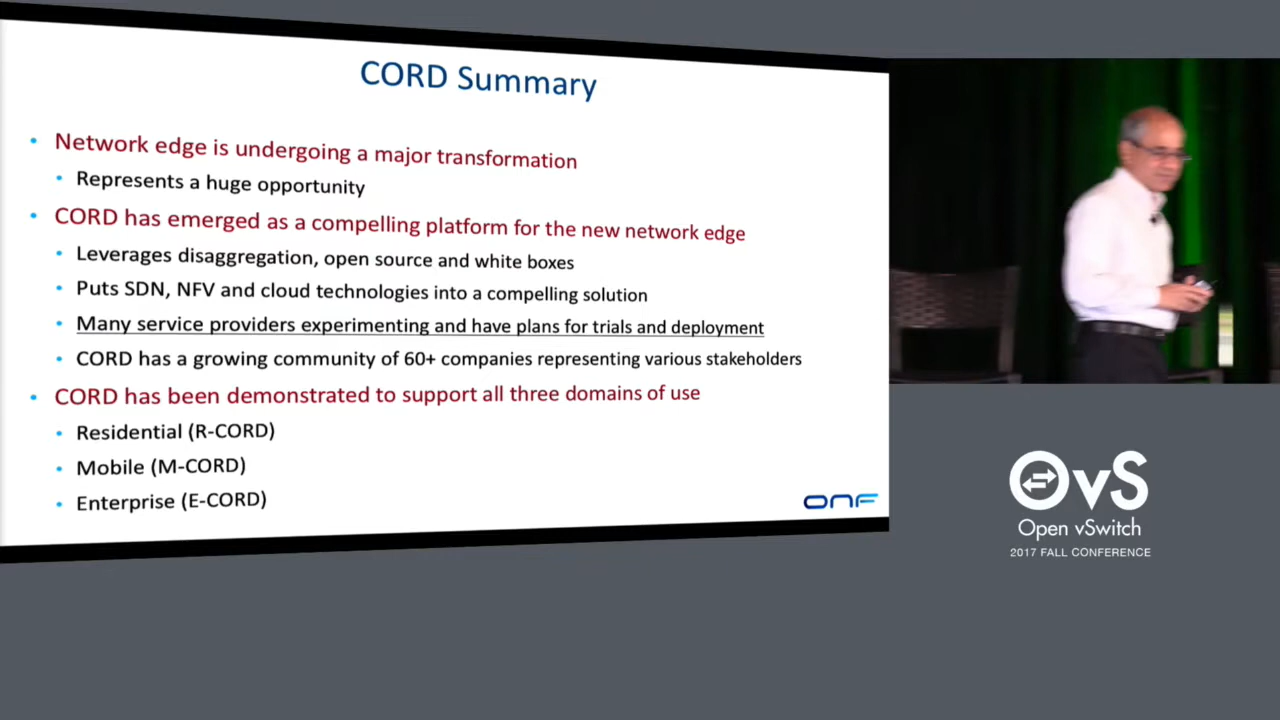 CORD Summary
Network edge is undergoing a major transformation
Represents a huge opportunity
CORD has emerged as a compelling platform for the new network edge
Leverages disaggregation, open source and white boxes
Puts SDN, NFV and cloud technologies into a compelling solution
Many service providers experimenting and have plans for trials and deployment
CORD has a growing community of 60+ companies representing various stakeholders
CORD has been demonstrated to support all three domains of use
Residential (R-CORD)
Mobile (M-CORD)
Enterprise (E-CORD)
ONF
OvS
Open vSwitch
2017 FALL CONFERENCE